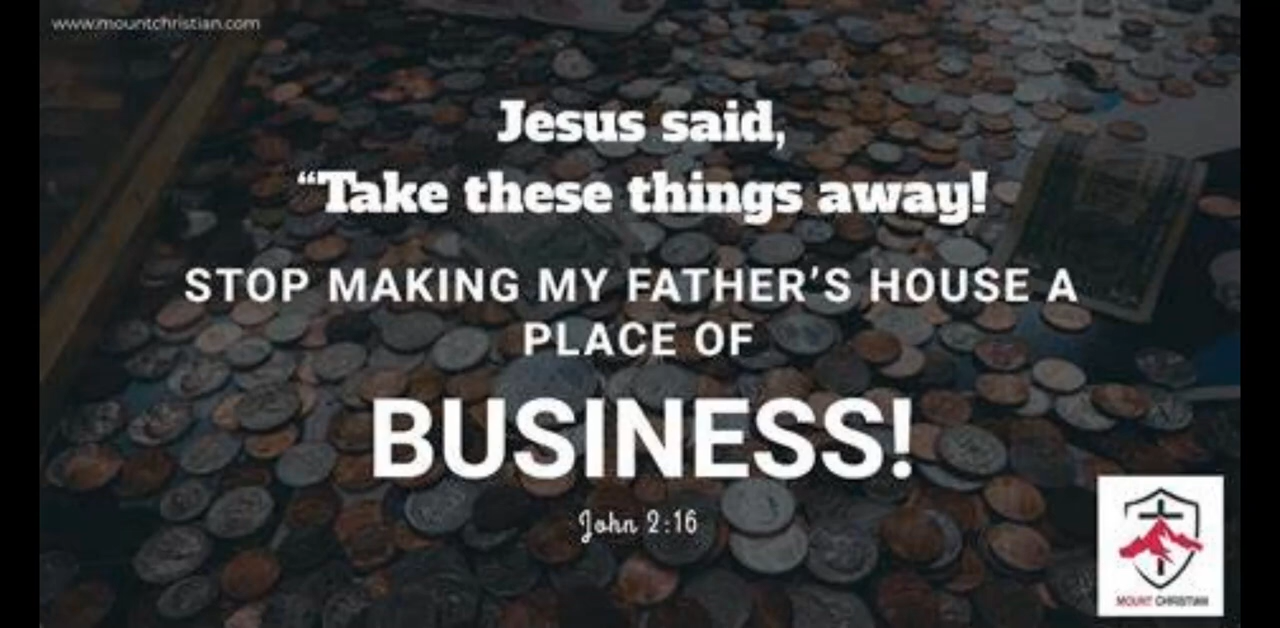 www.mountchristian.com
Jesus said,
“Take these things away!
STOP MAKING MY FATHER’S HOUSE A
PLACE OF
BUSINESS!
John 2:16
MOUNT CHRISTIAN